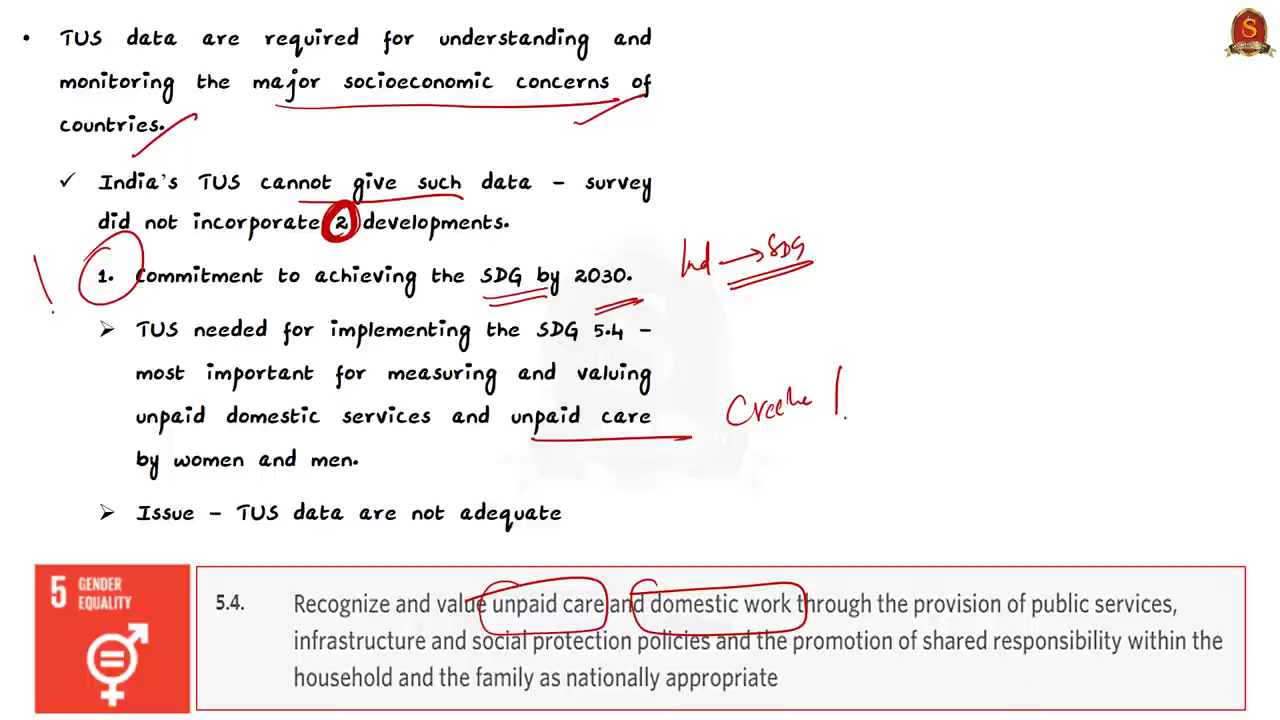 • TUS data are required for understanding and
monitoring the major socioeconomic concerns of
countries.
✓ India's TUS cannot give such data – survey
did not incorporate 2 developments.
1. Commitment to achieving the SDG by 2030.
Ind → SDG
➢ TUS needed for implementing the SDG 5.4 –
most important for measuring and valuing
unpaid domestic services and unpaid care
by women and men.
Creche
➢ Issue – TUS data are not adequate
5 GENDER
EQUALITY
5.4. Recognize and value unpaid care and domestic work through the provision of public services,
infrastructure and social protection policies and the promotion of shared responsibility within the
household and the family as nationally appropriate